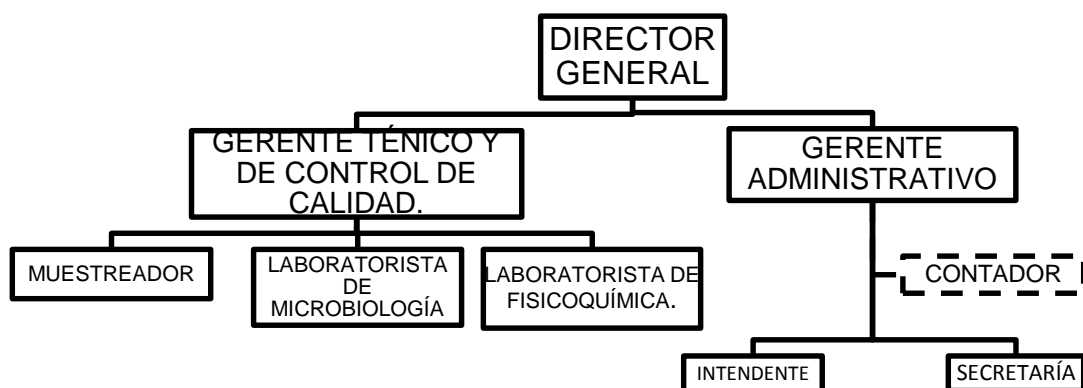 DIRECTOR
GENERAL
GERENTE TÉNICO Y
DE CONTROL DE
CALIDAD.
GERENTE
ADMINISTRATIVO
MUESTREADOR
LABORATORISTA
DE
MICROBIOLOGÍA
LABORATORISTA DE
FISICOQUÍMICA.
CONTADOR
INTENDENTE
SECRETARÍA